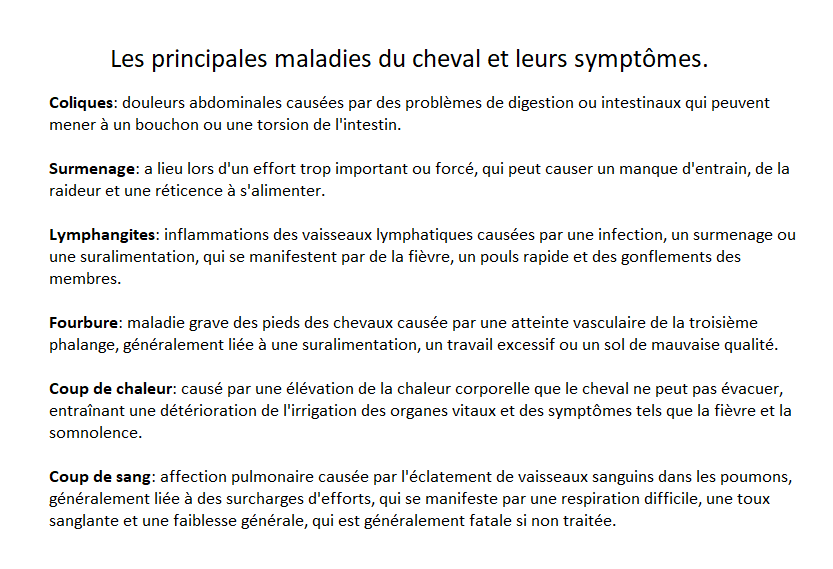 Les principales maladies du cheval et leurs symptômes.
Coliques: douleurs abdominales causées par des problèmes de digestion ou intestinaux qui peuvent
mener à un bouchon ou une torsion de l'intestin.
Surmenage: a lieu lors d'un effort trop important ou forcé, qui peut causer un manque d'entrain, de la
raideur et une réticence à s'alimenter.
Lymphangites: inflammations des vaisseaux lymphatiques causées par une infection, un surmenage ou
une suralimentation, qui se manifestent par de la fièvre, un pouls rapide et des gonflements des
membres.
Fourbure: maladie grave des pieds des chevaux causée par une atteinte vasculaire de la troisième
phalange, généralement liée à une suralimentation, un travail excessif ou un sol de mauvaise qualité.
Coup de chaleur: causé par une élévation de la chaleur corporelle que le cheval ne peut pas évacuer,
entraînant une détérioration de l'irrigation des organes vitaux et des symptômes tels que la fièvre et la
somnolence.
Coup de sang: affection pulmonaire causée par l'éclatement de vaisseaux sanguins dans les poumons,
généralement liée à des surcharges d'efforts, qui se manifeste par une respiration difficile, une toux
sanglante et une faiblesse générale, qui est généralement fatale si non traitée.